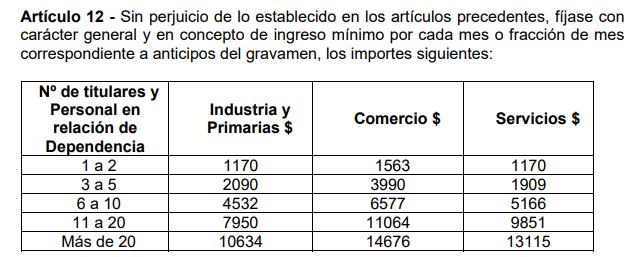 Artículo 12 - Sin perjuicio de lo establecido en los artículos precedentes, fíjase con
carácter general y en concepto de ingreso mínimo por cada mes o fracción de mes
correspondiente a anticipos del gravamen, los importes siguientes:
Nº de titulares y
Personal en
relación de
Dependencia
Industria y
Primarias $
Comercio $
Servicios $
1 a 2 1170 1563 1170
3 a 5 2090 3990 1909
6 a 10 4532 6577 5166
11 a 20 7950 11064 9851
Más de 20 10634 14676 13115